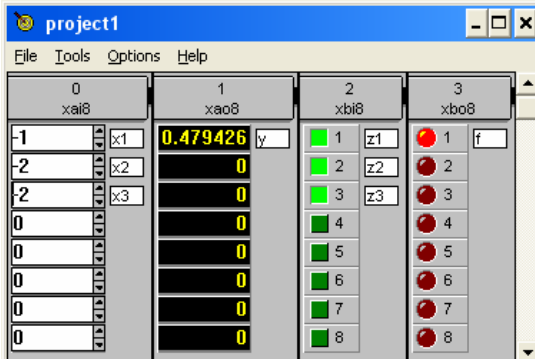 project1
File Tools Options Help
0 1 2 3
xai8 xao8 xbi8 xbo8
-1 x1 0.479426 y 1 z1 1 f
-2 x2 0 2 z2 2
-2 x3 0 3 z3 3
0 0 4 4
0 0 5 5
0 0 6 6
0 0 7 7
0 0 8 8